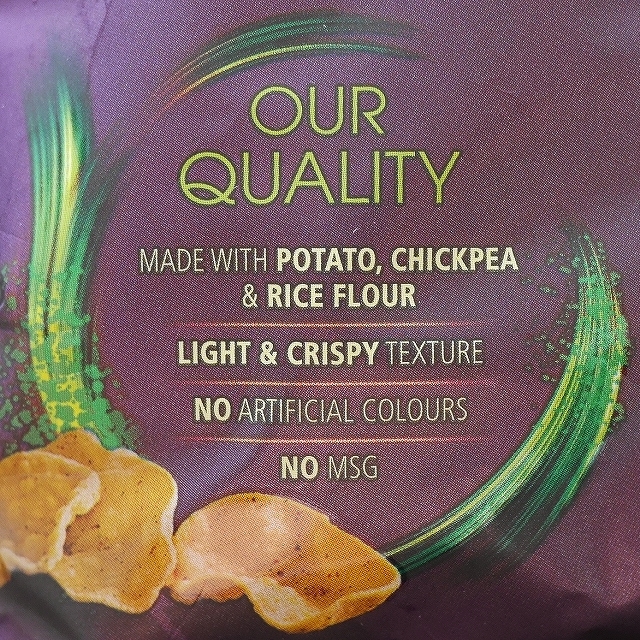 OUR
QUALITY
MADE WITH POTATO, CHICKPEA
& RICE FLOUR
LIGHT & CRISPY TEXTURE
NO ARTIFICIAL COLOURS
NO MSG